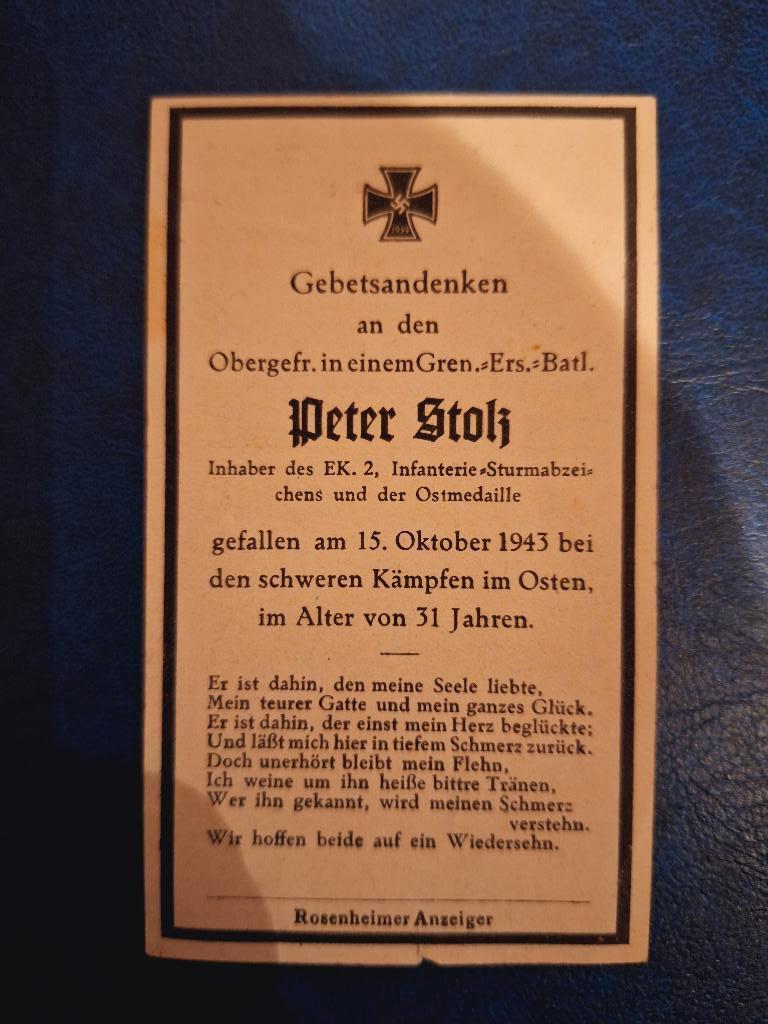 1939
Gebetsandenken
an den
Obergefr. in einem Gren.-Ers.-Batl.
Peter Stolz
Inhaber des EK. 2, Infanterie-Sturmabzei-
chens und der Ostmedaille
gefallen am 15. Oktober 1943 bei
den schweren Kämpfen im Osten,
im Alter von 31 Jahren.
Er ist dahin, den meine Seele liebte,
Mein teurer Gatte und mein ganzes Glück.
Er ist dahin, der einst mein Herz beglückte;
Und läßt mich hier in tiefem Schmerz zurück.
Doch unerhört bleibt mein Flehn,
Ich weine um ihn heiße bittre Tränen,
Wer ihn gekannt, wird meinen Schmerz
verstehn.
Wir hoffen beide auf ein Wiedersehn.
Rosenheimer Anzeiger